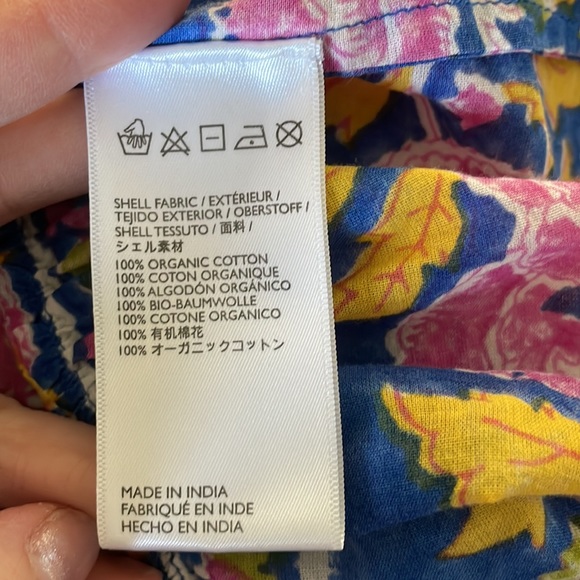 SHELL FABRIC / EXTÉRIEUR /
TEJIDO EXTERIOR / OBERSTOFF /
SHELL TESSUTO / 面料 /
シェル素材
100% ORGANIC COTTON
100% COTON ORGANIQUE
100% ALGODÓN ORGÁNICO
100% BIO-BAUMWOLLE
100% COTONE ORGANICO
100% 有机棉花
100% オーガニックコットン
MADE IN INDIA
FABRIQUÉ EN INDE
HECHO EN INDIA